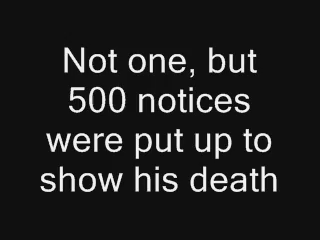 Not one, but
500 notices
were put up to
show his death